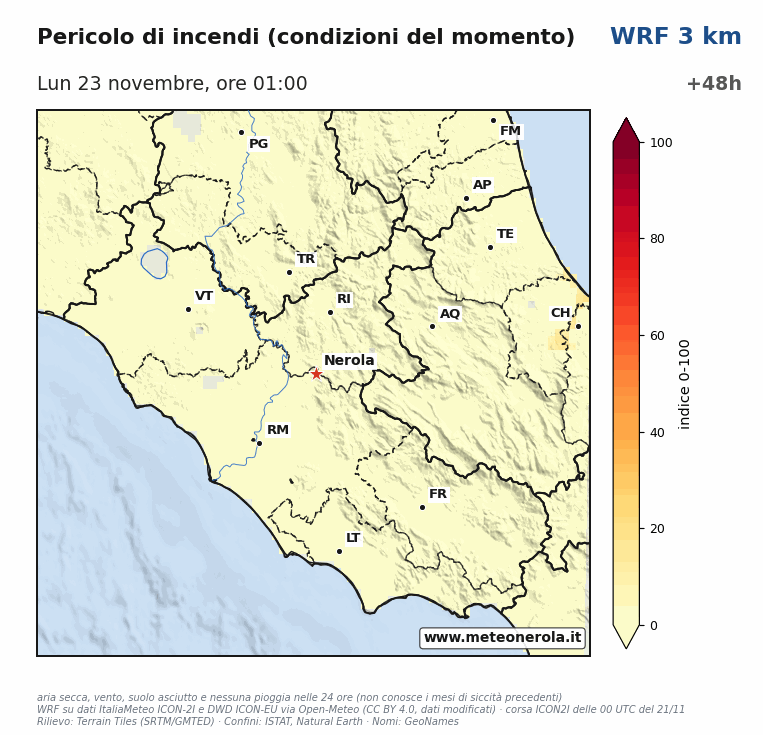 Pericolo di incendi (condizioni del momento)
WRF 3 km
Lun 23 novembre, ore 01:00
+48h
FM
PG
AP
TE
TR
VT
RI
AQ
CH
Nerola
RM
FR
LT
www.meteonerola.it
100
80
60
40
20
0
indice 0-100
aria secca, vento, suolo asciutto e nessuna pioggia nelle 24 ore (non conosce i mesi di siccità precedenti)
WRF su dati ItaliaMeteo ICON-2I e DWD ICON-EU via Open-Meteo (CC BY 4.0, dati modificati) · corsa ICON2I delle 00 UTC del 21/11
Rilievo: Terrain Tiles (SRTM/GMTED) · Confini: ISTAT, Natural Earth · Nomi: GeoNames